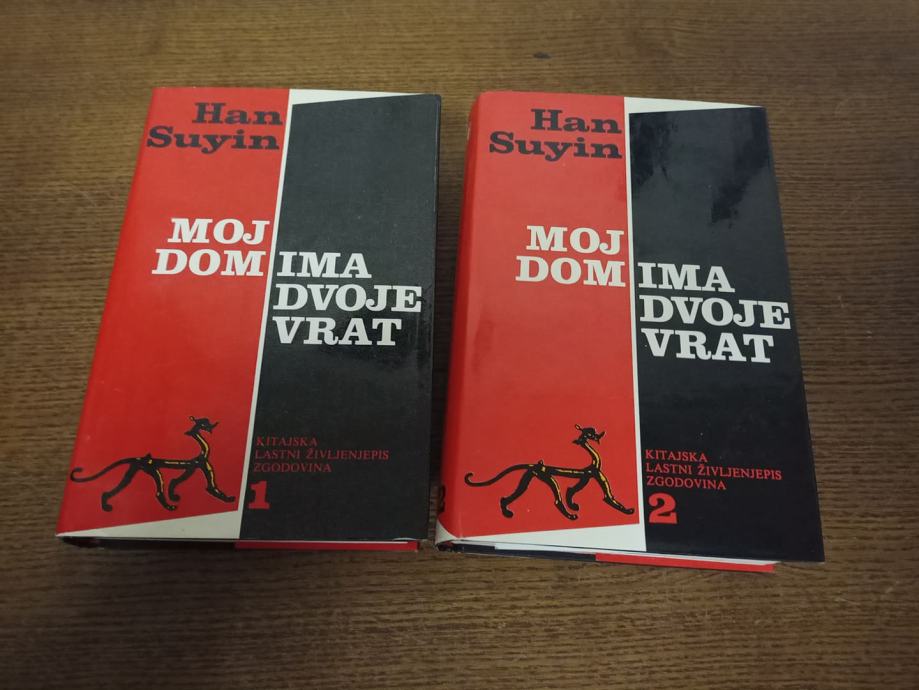 Han
Suyin
MOJ
DOM IMA
DVOJE
VRAT
KITAJSKA
LASTNI ŽIVLJENJEPIS
ZGODOVINA
1
Han
Suyin
MOJ
DOM IMA
DVOJE
VRAT
KITAJSKA
LASTNI ŽIVLJENJEPIS
ZGODOVINA
2